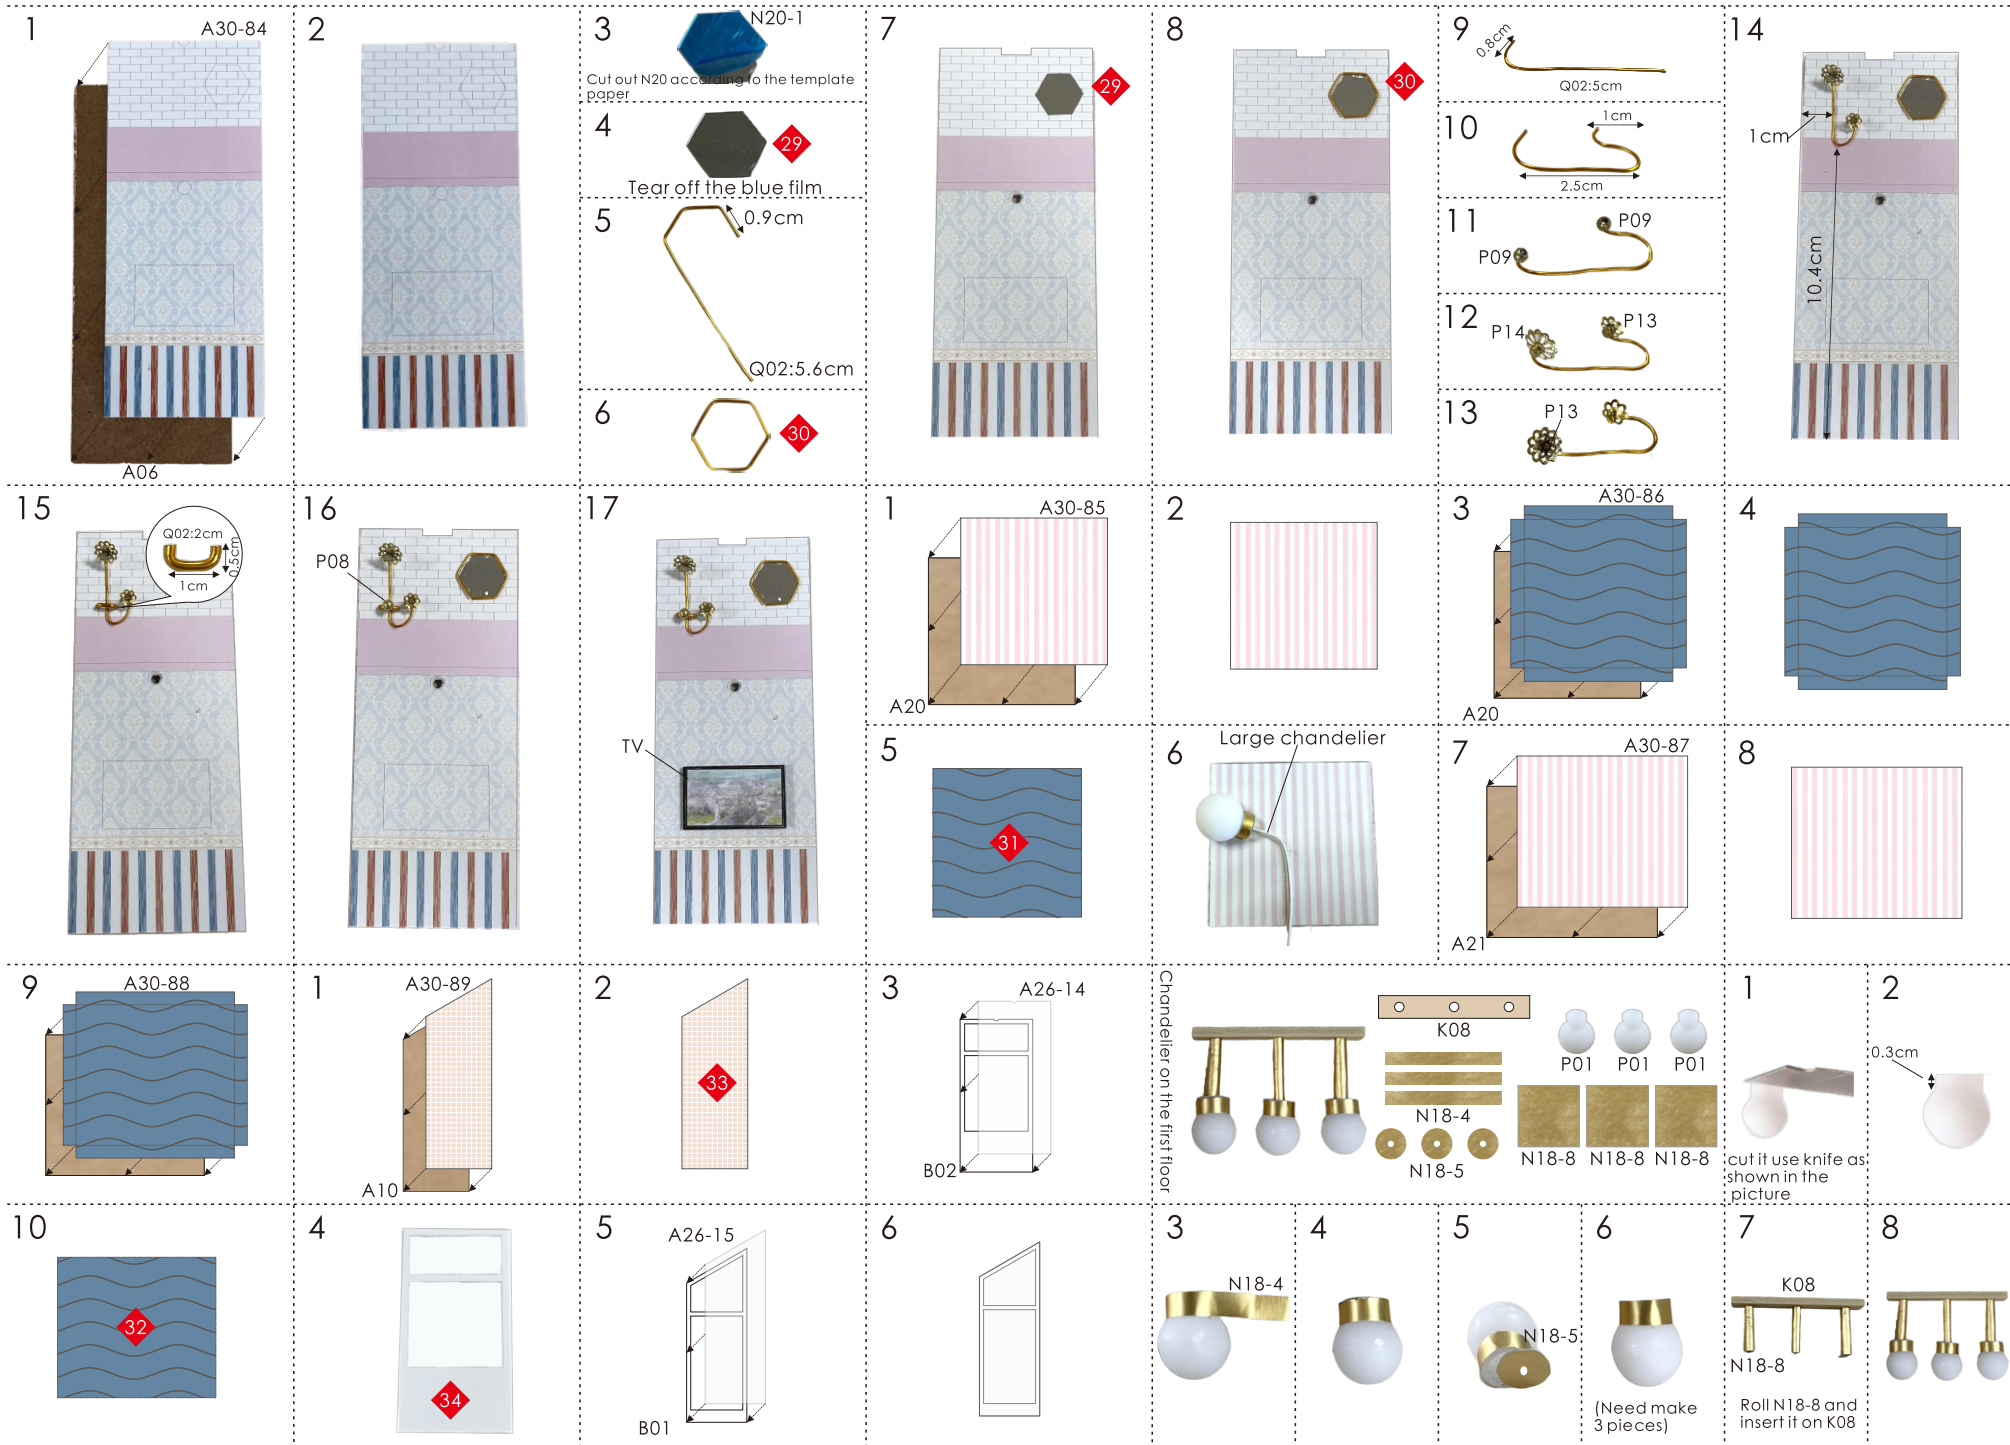 1
A30-84
A06
2
3
N20-1
Cut out N20 according to the template
paper
4
29
Tear off the blue film
5
0.9cm
Q02:5.6cm
6
30
7
29
8
30
9
0.8cm
Q02:5cm
10
1cm
2.5cm
11
P09
P09
12
P14
P13
13
P13
14
1cm
10.4cm
15
Q02:2cm
0.5cm
1cm
16
P08
17
TV
1
A30-85
A20
2
3
A30-86
A20
4
5
31
6
Large chandelier
7
A30-87
A21
8
9
A30-88
10
32
1
A30-89
A10
2
33
3
A26-14
B02
4
34
5
A26-15
B01
6
Chandelier on the first floor
K08
P01
P01
P01
N18-4
N18-5
N18-8
N18-8
N18-8
1
cut it use knife as
shown in the
picture
2
0.3cm
3
N18-4
4
5
N18-5
6
(Need make
3 pieces)
7
K08
N18-8
Roll N18-8 and
insert it on K08
8